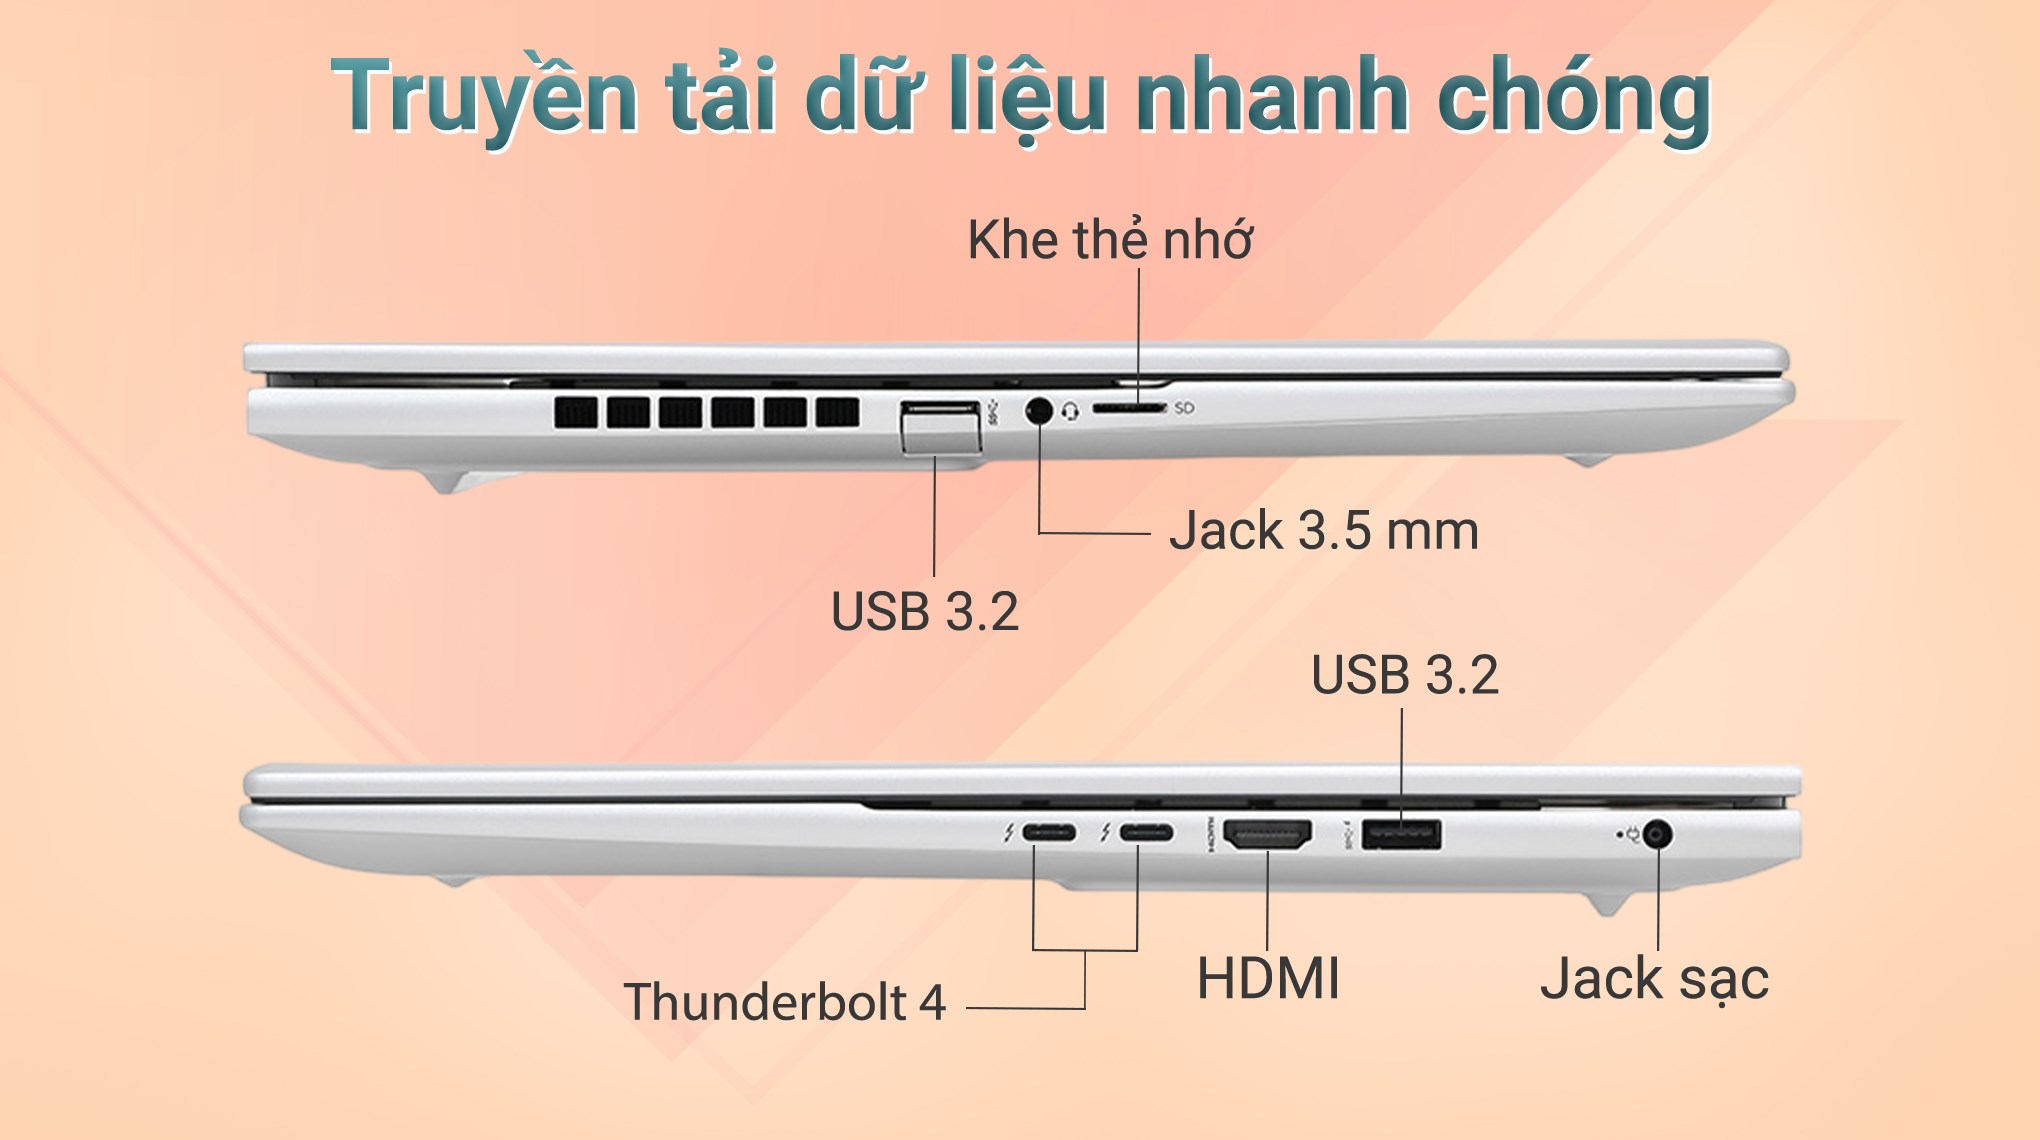 Truyền tải dữ liệu nhanh chóng
Khe thẻ nhớ
SD
Jack 3.5 mm
USB 3.2
USB 3.2
HDMI
Thunderbolt 4
HDMI
Jack sạc